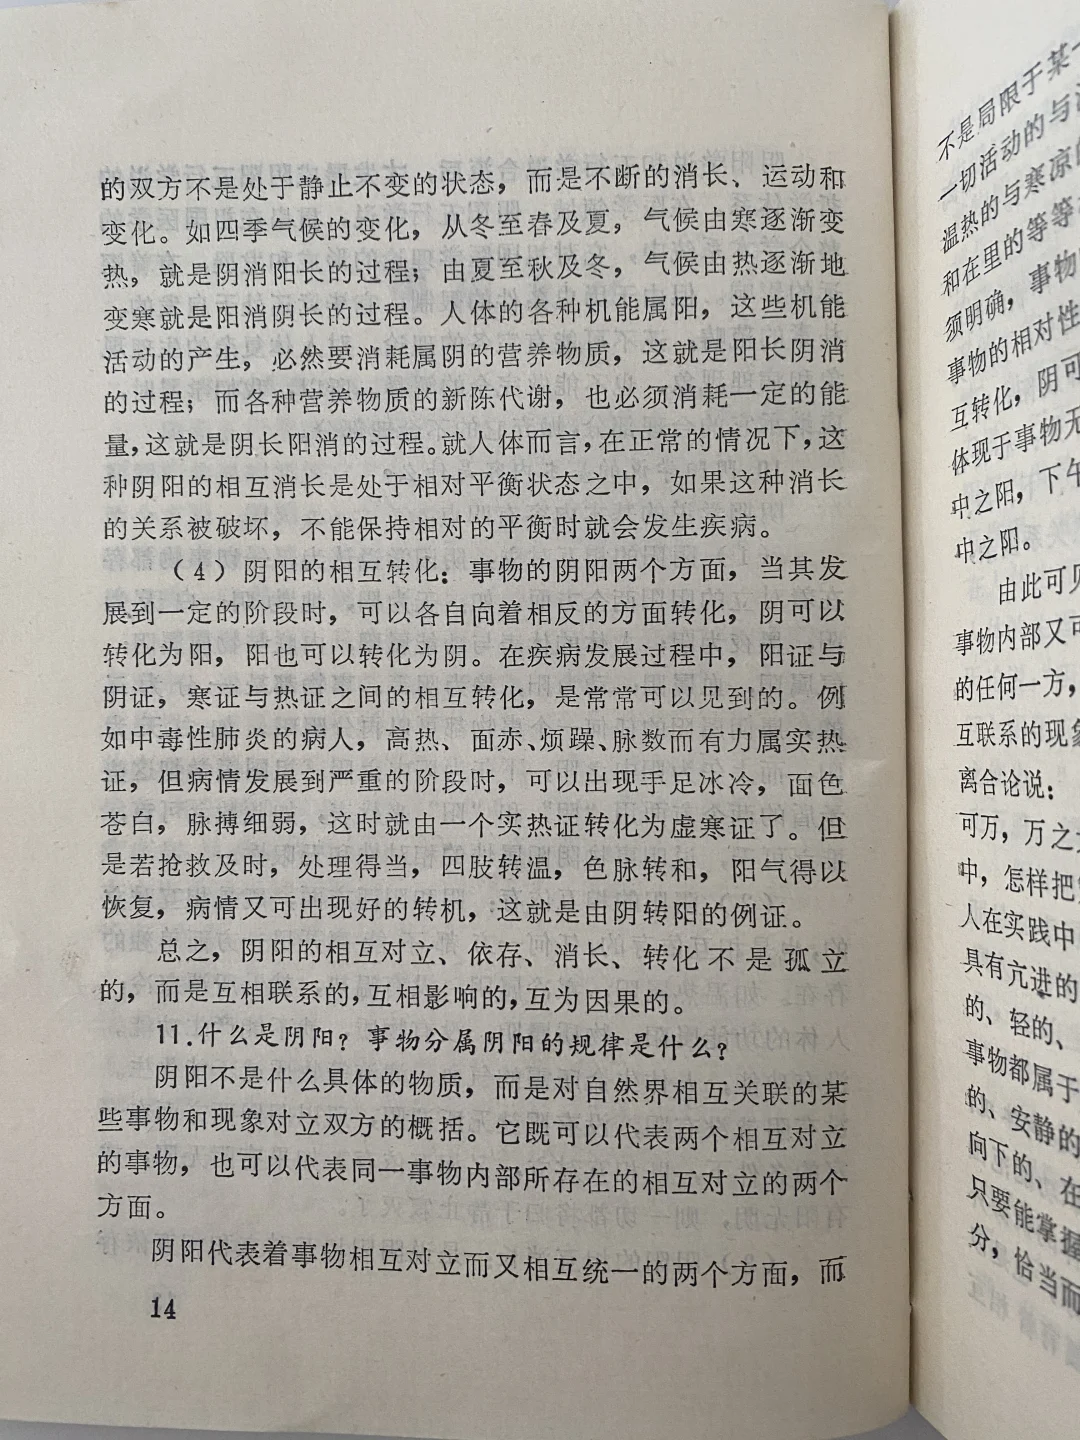 的双方不是处于静止不变的状态，而是不断的消长、运动和
变化。如四季气候的变化，从冬至春及夏，气候由寒逐渐变
热，就是阴消阳长的过程；由夏至秋及冬，气候由热逐渐地
变寒就是阳消阴长的过程。人体的各种机能属阳，这些机能
活动的产生，必然要消耗属阴的营养物质，这就是阳长阴消
的过程；而各种营养物质的新陈代谢，也必须消耗一定的能
量，这就是阴长阳消的过程。就人体而言，在正常的情况下，这
种阴阳的相互消长是处于相对平衡状态之中，如果这种消长
的关系被破坏，不能保持相对的平衡时就会发生疾病。
（4）阴阳的相互转化：事物的阴阳两个方面，当其发
展到一定的阶段时，可以各自向着相反的方面转化，阴可以
转化为阳，阳也可以转化为阴。在疾病发展过程中，阳证与
阴证，寒证与热证之间的相互转化，是常常可以见到的。例
如中毒性肺炎的病人，高热、面赤、烦躁、脉数而有力属实热
证，但病情发展到严重的阶段时，可以出现手足冰冷，面色
苍白，脉搏细弱，这时就由一个实热证转化为虚寒证了。但
是若抢救及时，处理得当，四肢转温，色脉转和，阳气得以
恢复，病情又可出现好的转机，这就是由阴转阳的例证。
总之，阴阳的相互对立、依存、消长、转化不是孤立
的，而是互相联系的，互相影响的，互为因果的。
11.什么是阴阳？事物分属阴阳的规律是什么？
阴阳不是什么具体的物质，而是对自然界相互关联的某
些事物和现象对立双方的概括。它既可以代表两个相互对立
的事物，也可以代表同一事物内部所存在的相互对立的两个
方面。
阴阳代表着事物相互对立而又相互统一的两个方面，而
14
不是局限于某
一切活动的与
温热的与寒凉
和在里的等等
须明确，事物
事物的相对性
互转化，阴可
体现于事物无
中之阳，下午
中之阳。
由此可见
事物内部又可
的任何一方，
互联系的现象
离合论说：
可万，万之
中，怎样把
人在实践中
具有亢进的
的、轻的、
事物都属于
的、安静的
向下的、在
只要能掌握
分，恰当而